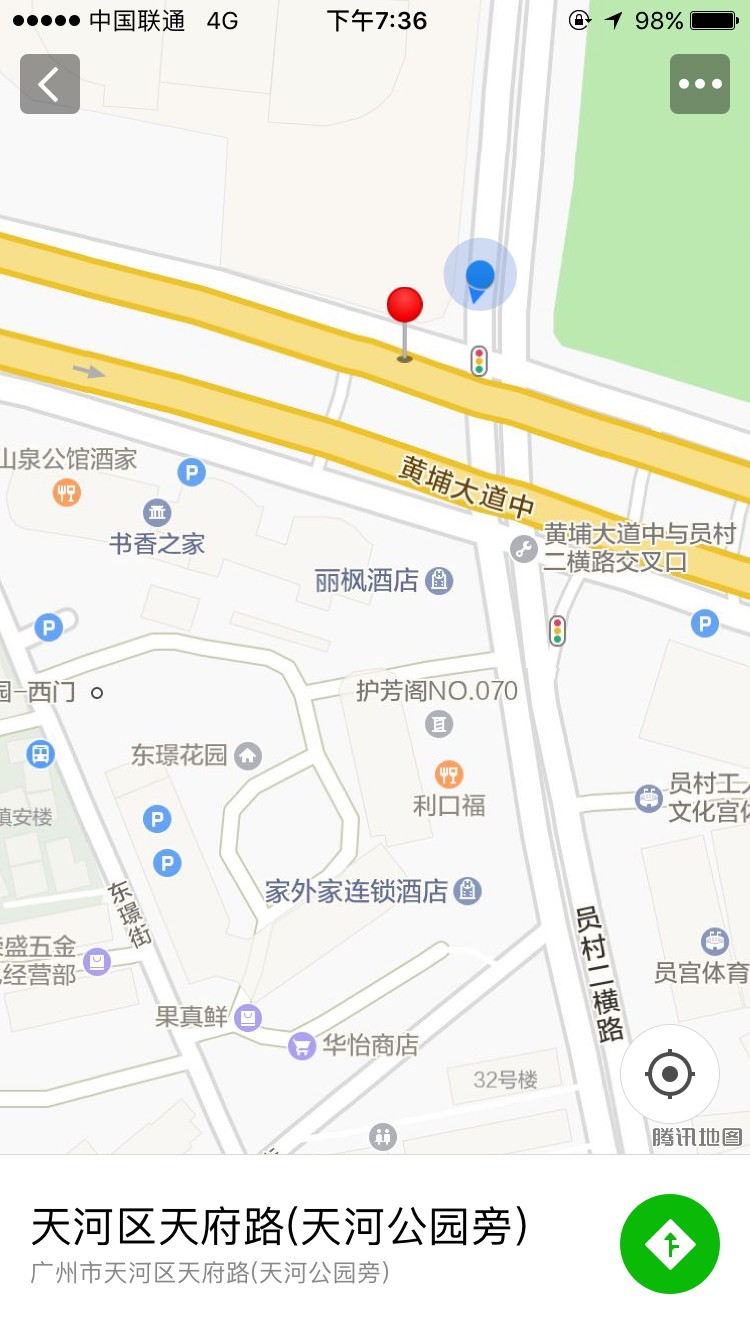 中国联通 4G 下午7:36 98%
山泉公馆酒家
P
书香之家
黄埔大道中
黄埔大道中与员村
二横路交叉口
丽枫酒店
P
P
园-西门
护芳阁NO.070
东璟花园
利口福
员村工人
文化宫体
镇安楼
P
P
家外家连锁酒店
东璟街
员村二横路
荣盛五金
经营部
员宫体育
果真鲜
华怡商店
32号楼
腾讯地图
天河区天府路(天河公园旁)
广州市天河区天府路(天河公园旁)